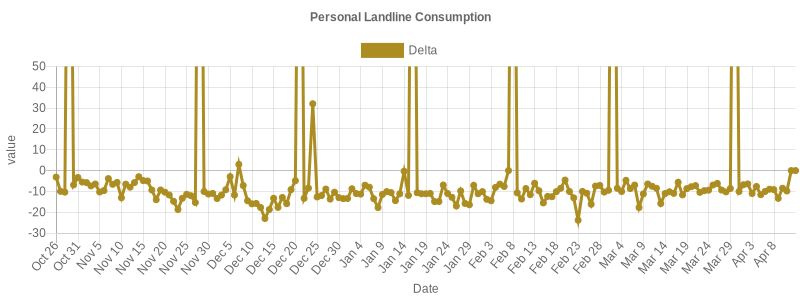 Personal Landline Consumption
Delta
50
40
30
20
10
0
-10
-20
-30
value
Oct 26
Oct 31
Nov 5
Nov 10
Nov 15
Nov 20
Nov 25
Nov 30
Dec 5
Dec 10
Dec 15
Dec 20
Dec 25
Dec 30
Jan 4
Jan 9
Jan 14
Jan 19
Jan 24
Jan 29
Feb 3
Feb 8
Feb 13
Feb 18
Feb 23
Feb 28
Mar 4
Mar 9
Mar 14
Mar 19
Mar 24
Mar 29
Apr 3
Apr 8
Date